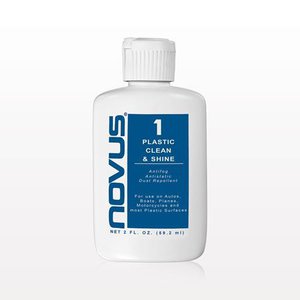 NOVUS®
1
PLASTIC
CLEAN
& SHINE
Antifog
Antistatic
Dust Repellent
For use on Autos,
Boats, Planes,
Motorcycles and
most Plastic Surfaces
NET 2 FL. OZ. (59.2 ml)